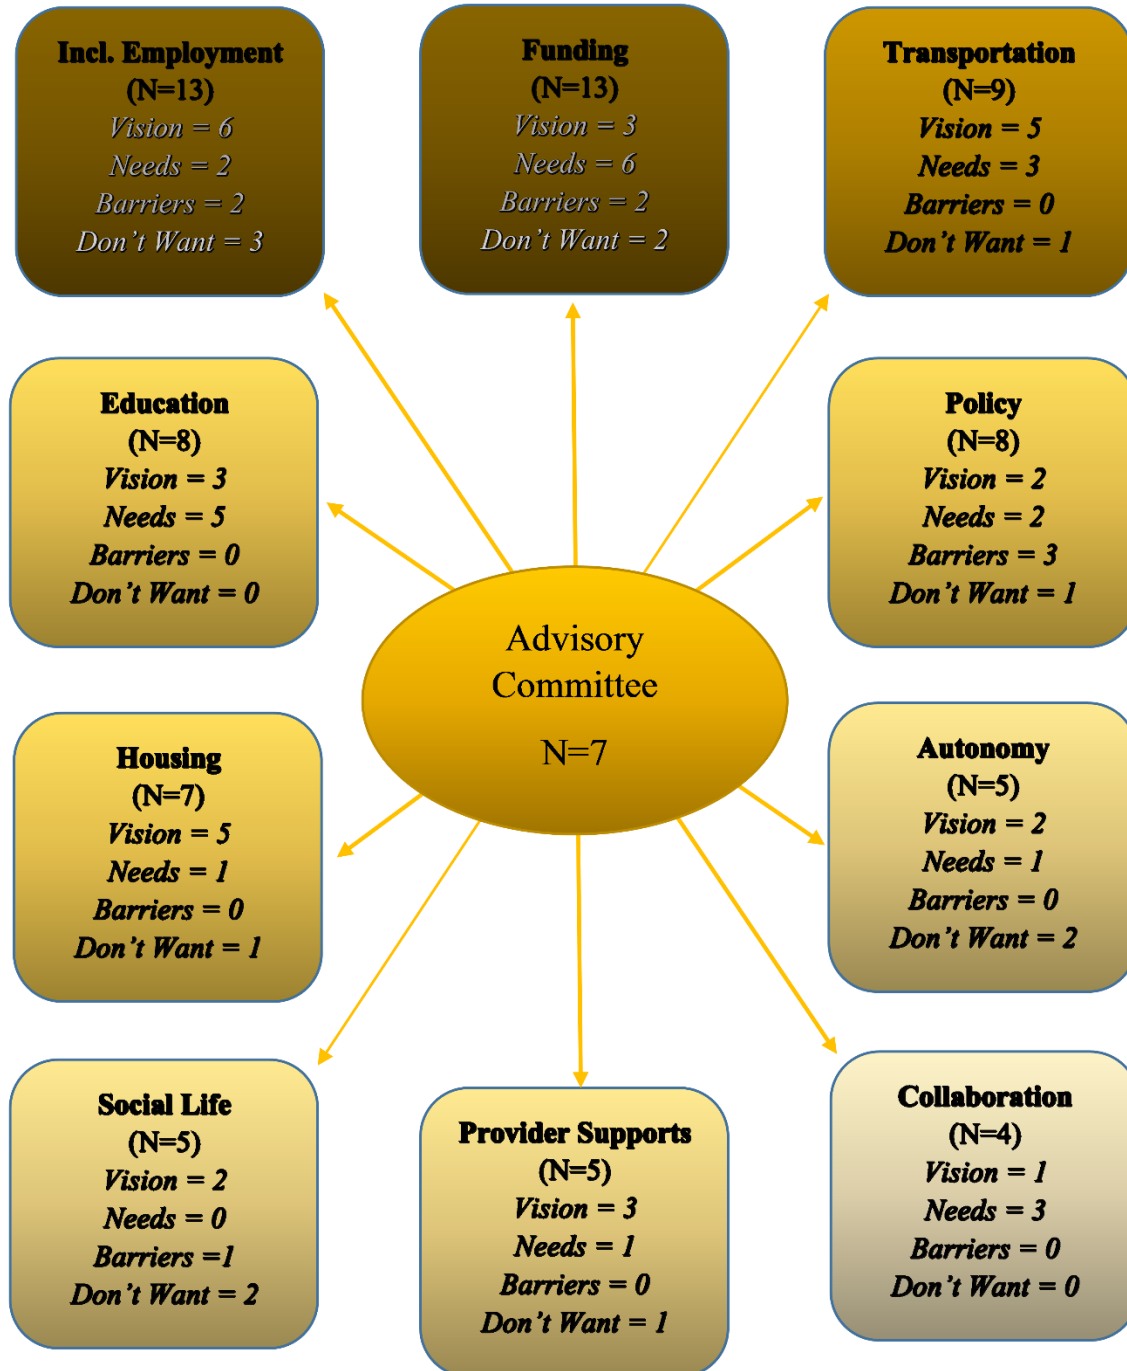 Incl. Employment
(N=13)
Vision = 6
Needs = 2
Barriers = 2
Don’t Want = 3
Funding
(N=13)
Vision = 3
Needs = 6
Barriers = 2
Don’t Want = 2
Transportation
(N=9)
Vision = 5
Needs = 3
Barriers = 0
Don’t Want = 1
Education
(N=8)
Vision = 3
Needs = 5
Barriers = 0
Don’t Want = 0
Policy
(N=8)
Vision = 2
Needs = 2
Barriers = 3
Don’t Want = 1
Advisory
Committee
N=7
Housing
(N=7)
Vision = 5
Needs = 1
Barriers = 0
Don’t Want = 1
Autonomy
(N=5)
Vision = 2
Needs = 1
Barriers = 0
Don’t Want = 2
Social Life
(N=5)
Vision = 2
Needs = 0
Barriers =1
Don’t Want = 2
Provider Supports
(N=5)
Vision = 3
Needs = 1
Barriers = 0
Don’t Want = 1
Collaboration
(N=4)
Vision = 1
Needs = 3
Barriers = 0
Don’t Want = 0